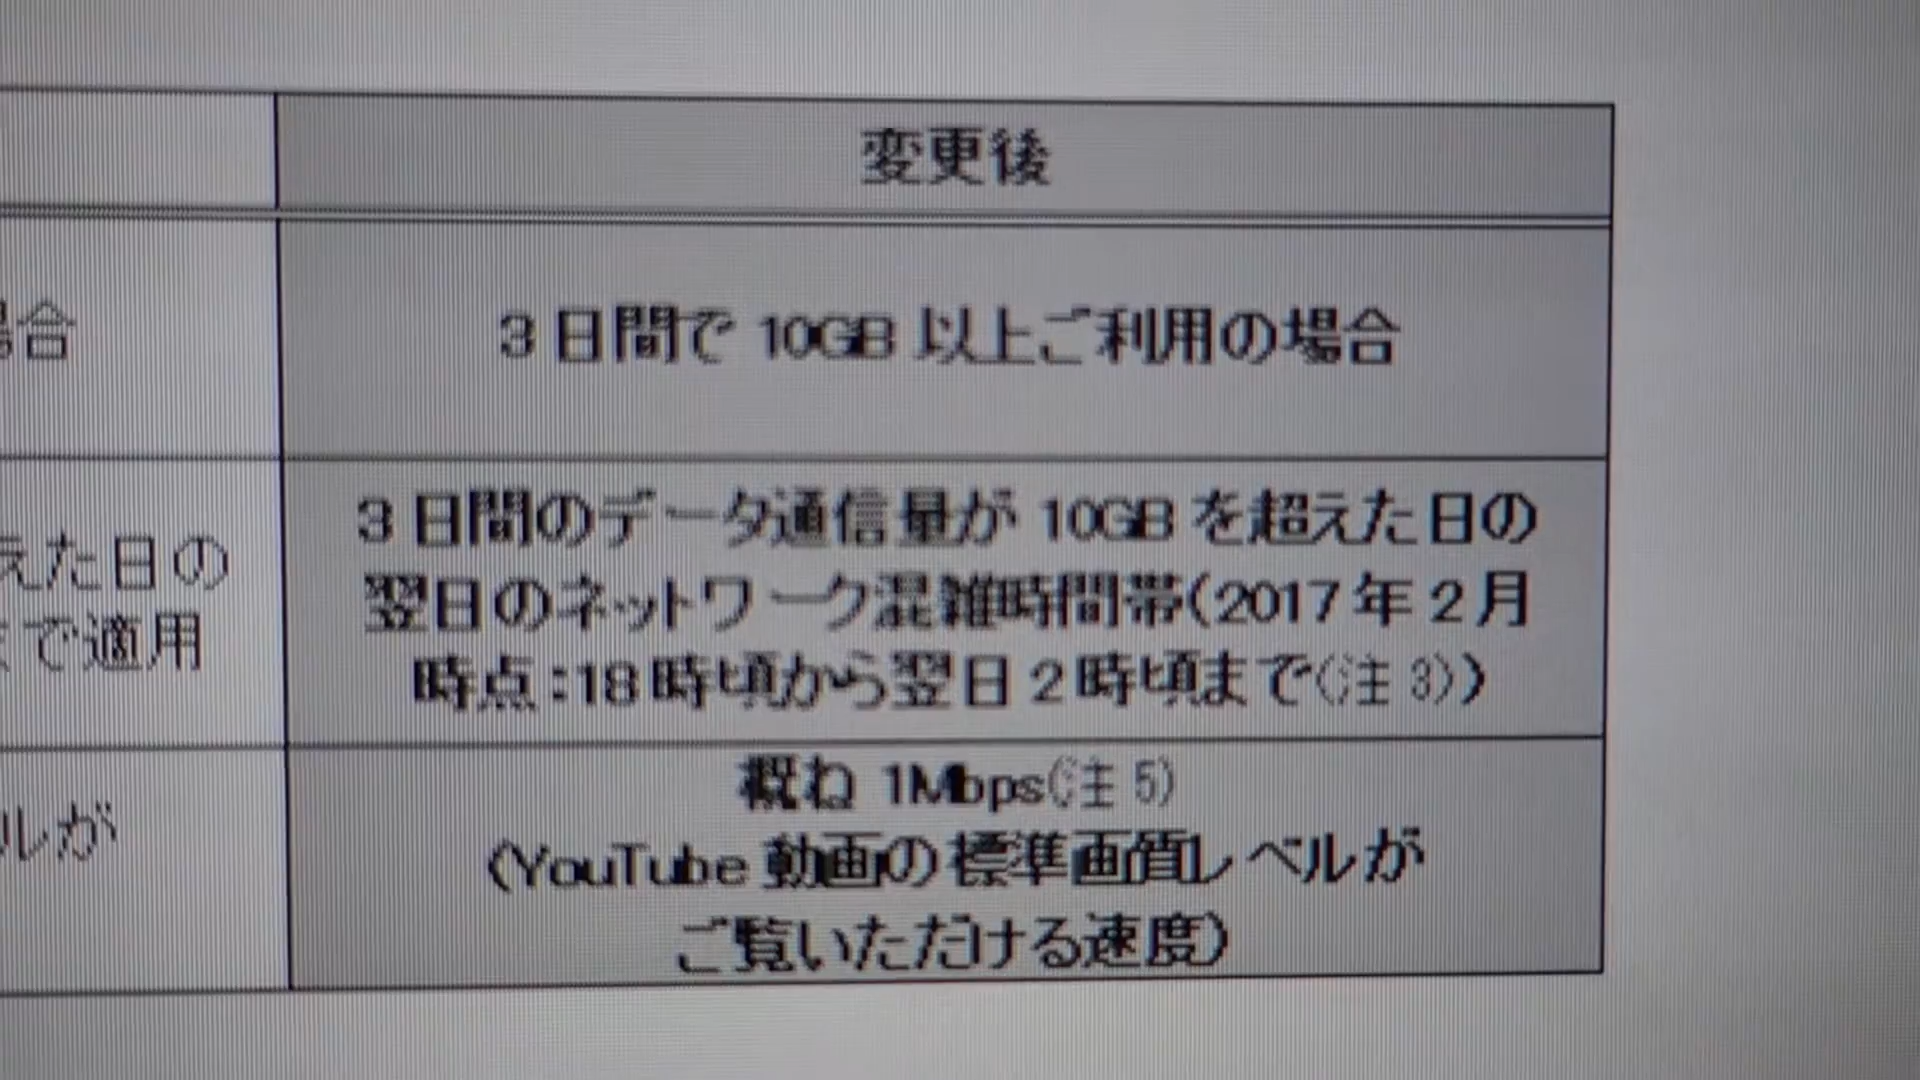 変更後
場合
3日間で 10GB 以上ご利用の場合
えた日の
で適用
3日間のデータ通信量が 10GB を超えた日の
翌日のネットワーク混雑時間帯(2017年2月
時点:18時頃から翌日2時頃まで(注 3))
ルが
概ね 1Mbps(注 5)
(YouTube 動画の標準画質レベルが
ご覧いただける速度)